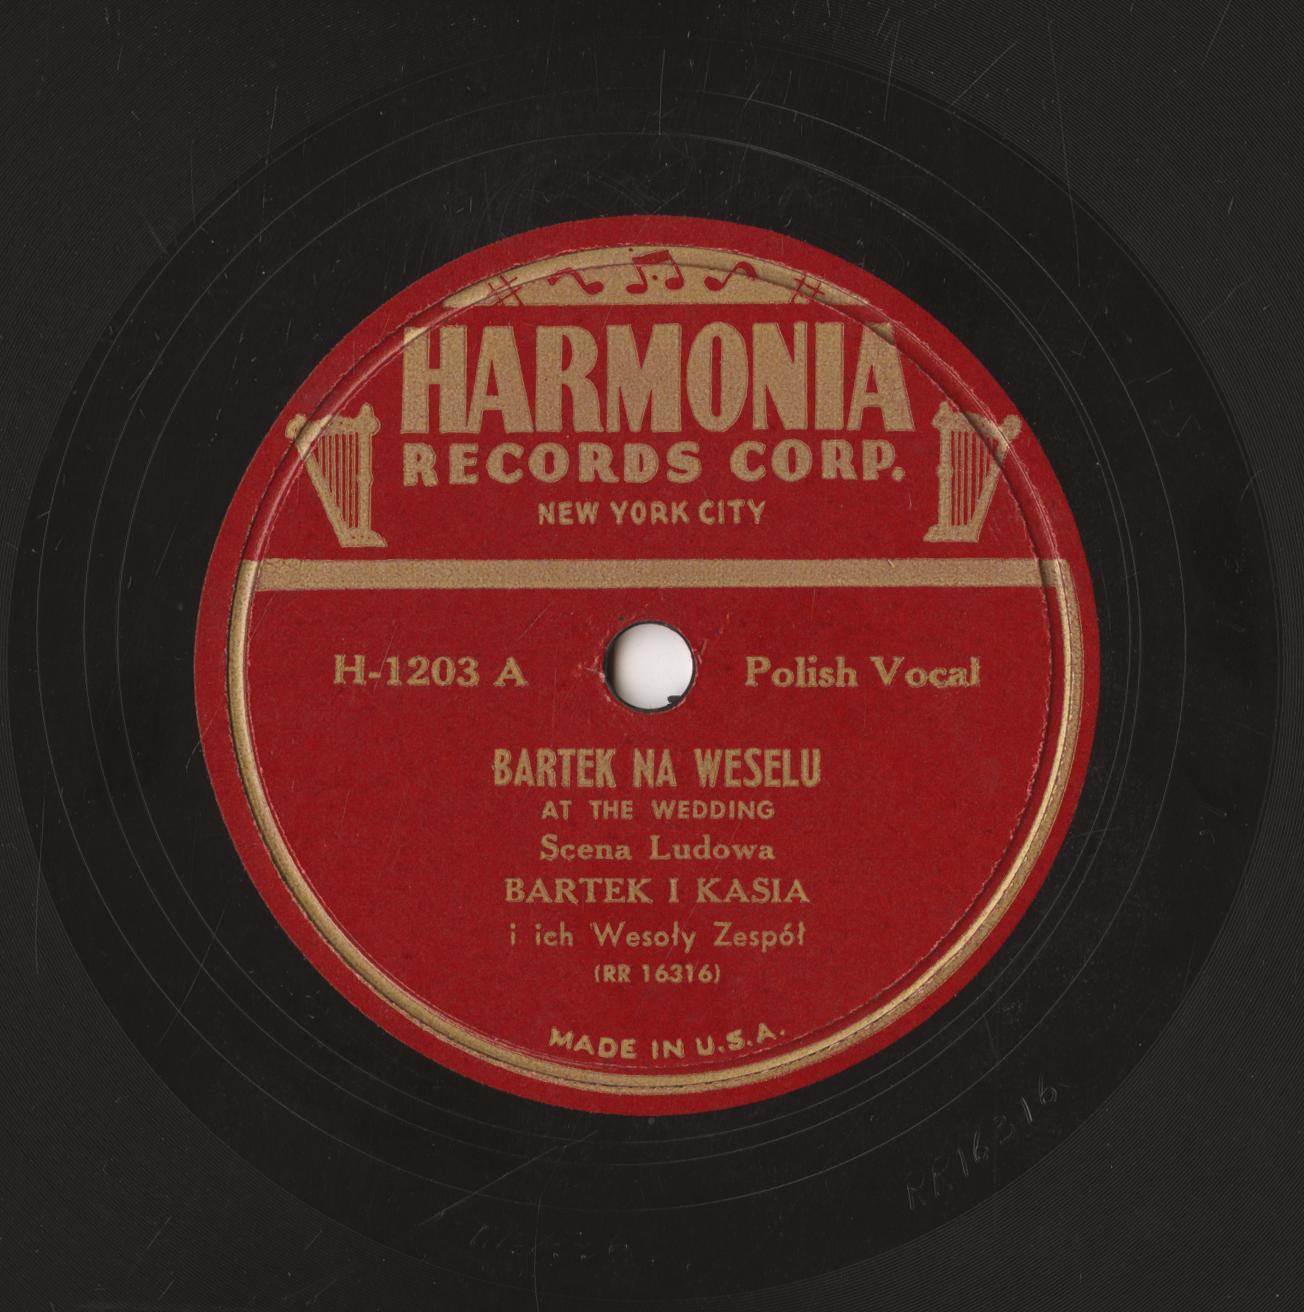 HARMONIA
RECORDS CORP.
NEW YORK CITY
H-1203 A
Polish Vocal
BARTEK NA WESELU
AT THE WEDDING
Scena Ludowa
BARTEK I KASIA
i ich Wesoły Zespół
(RR 16316)
MADE IN U.S.A.
RR16316